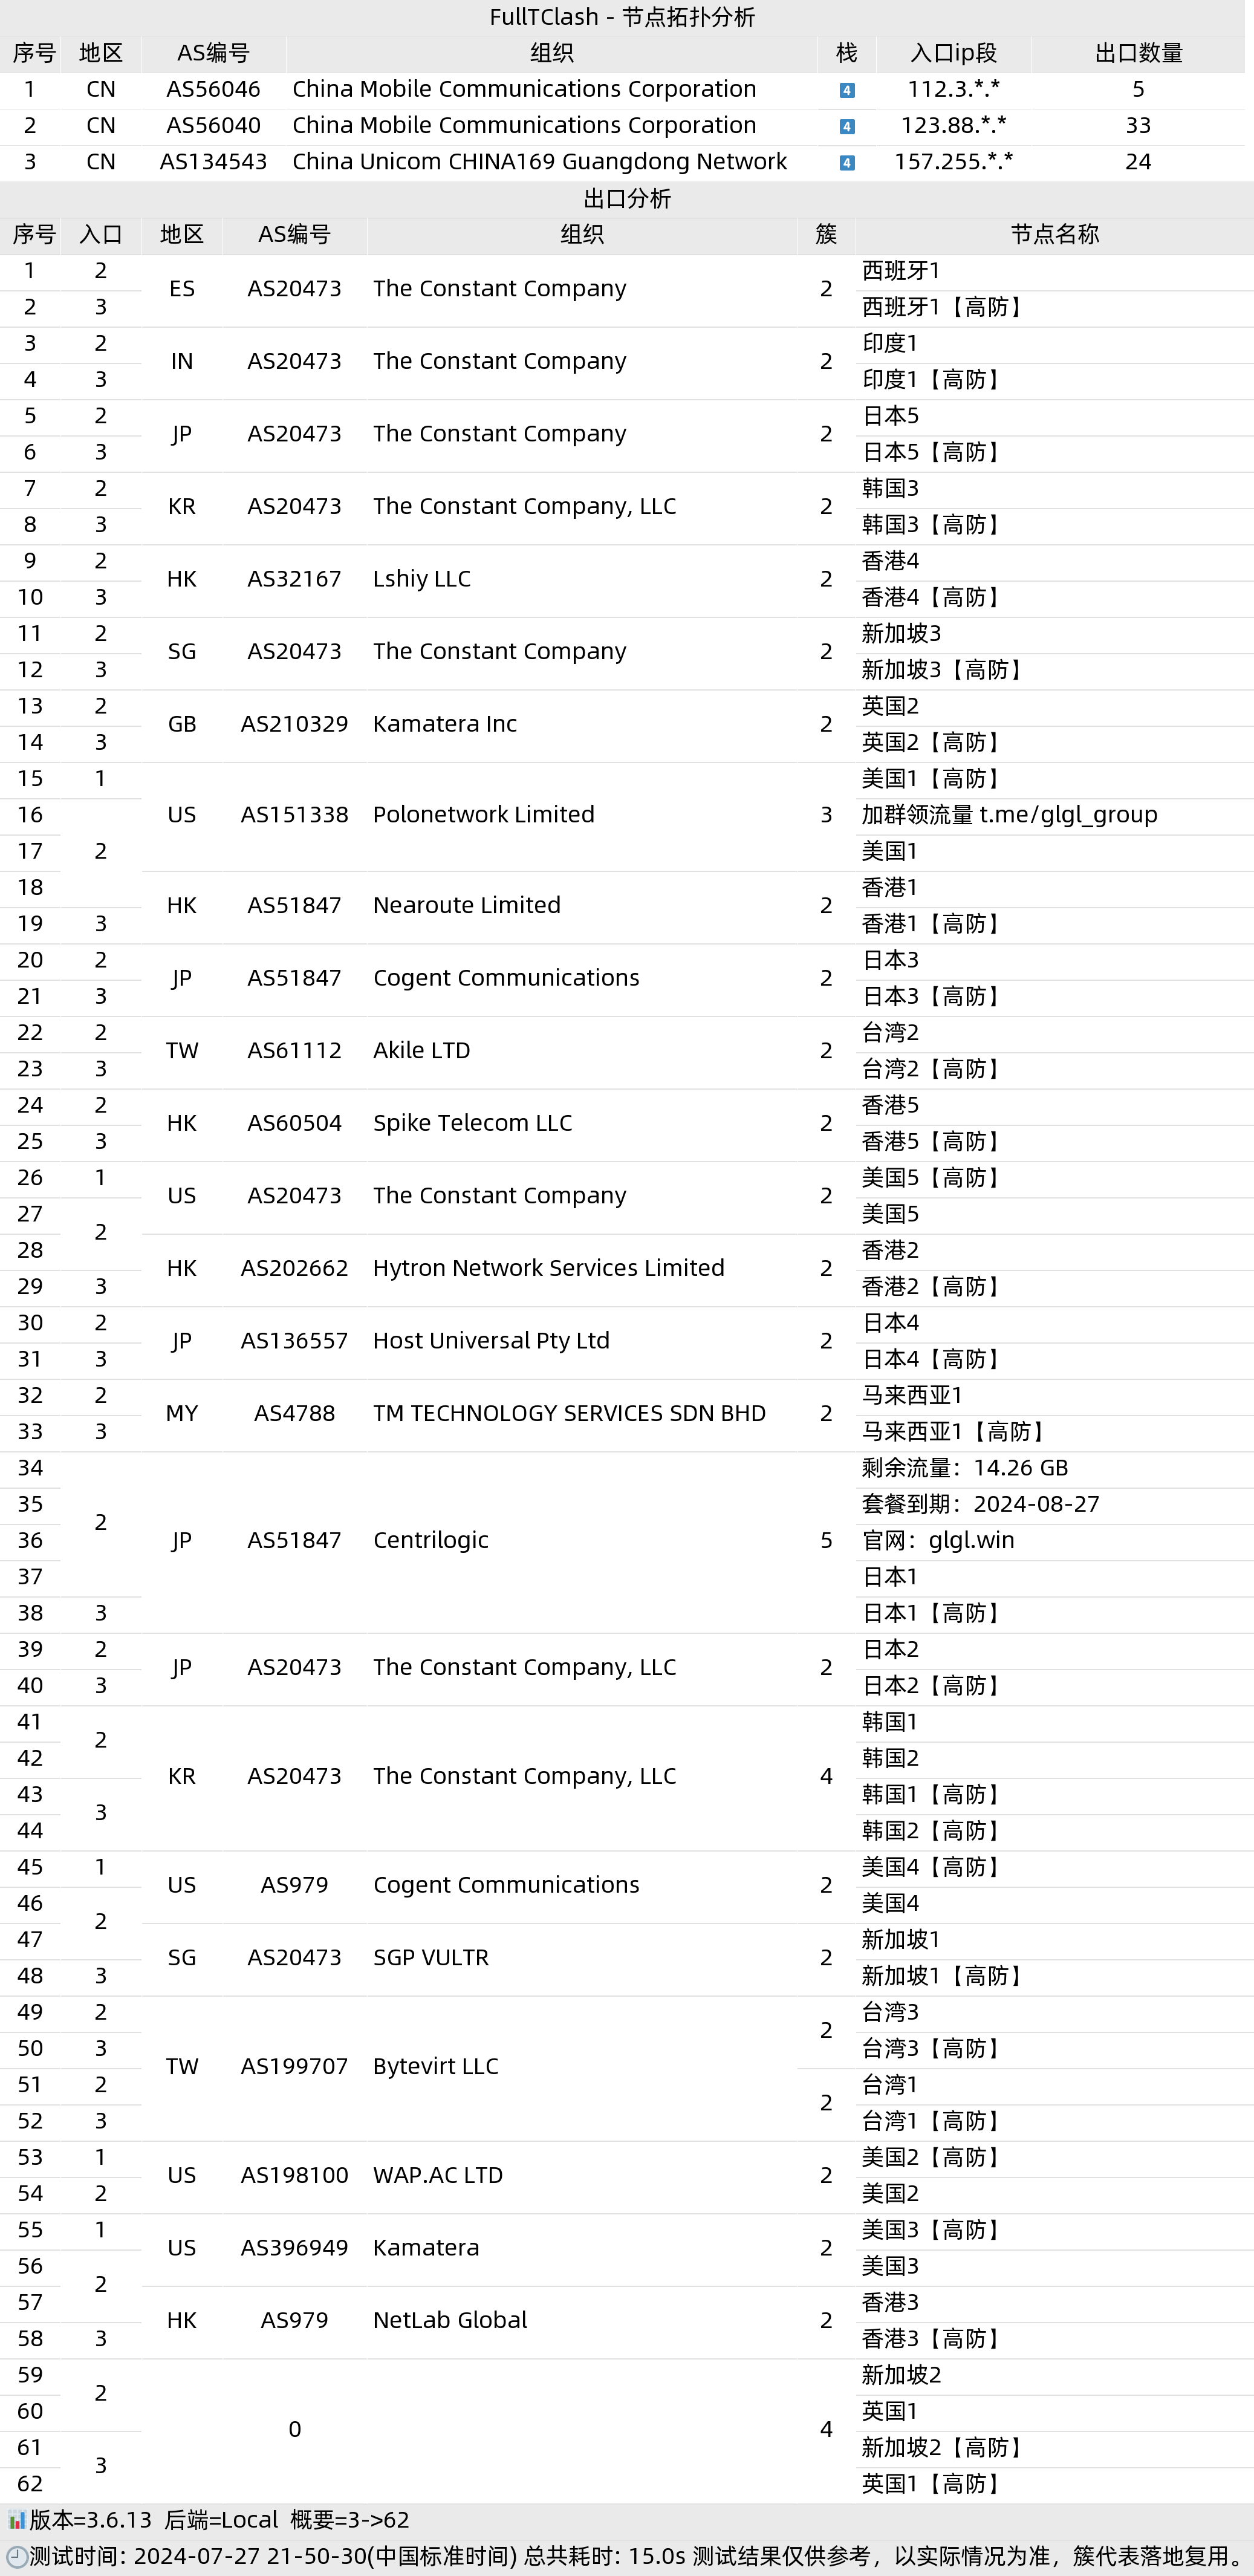 FullTClash - 节点拓扑分析
序号 地区 AS编号 组织 栈 入口ip段 出口数量
1 CN AS56046 China Mobile Communications Corporation 4 112.3.*.* 5
2 CN AS56040 China Mobile Communications Corporation 4 123.88.*.* 33
3 CN AS134543 China Unicom CHINA169 Guangdong Network 4 157.255.*.* 24
出口分析
序号 入口 地区 AS编号 组织 簇 节点名称
1 2 ES AS20473 The Constant Company 2 西班牙1
2 3 西班牙1【高防】
3 2 IN AS20473 The Constant Company 2 印度1
4 3 印度1【高防】
5 2 JP AS20473 The Constant Company 2 日本5
6 3 日本5【高防】
7 2 KR AS20473 The Constant Company, LLC 2 韩国3
8 3 韩国3【高防】
9 2 HK AS32167 Lshiy LLC 2 香港4
10 3 香港4【高防】
11 2 SG AS20473 The Constant Company 2 新加坡3
12 3 新加坡3【高防】
13 2 GB AS210329 Kamatera Inc 2 英国2
14 3 英国2【高防】
15 1 美国1【高防】
16 US AS151338 Polonetwork Limited 3 加群领流量 t.me/glgl_group
17 2 美国1
18 HK AS51847 Nearoute Limited 2 香港1
19 3 香港1【高防】
20 2 JP AS51847 Cogent Communications 2 日本3
21 3 日本3【高防】
22 2 TW AS61112 Akile LTD 2 台湾2
23 3 台湾2【高防】
24 2 HK AS60504 Spike Telecom LLC 2 香港5
25 3 香港5【高防】
26 1 US AS20473 The Constant Company 2 美国5【高防】
27 2 美国5
28 HK AS202662 Hytron Network Services Limited 2 香港2
29 3 香港2【高防】
30 2 JP AS136557 Host Universal Pty Ltd 2 日本4
31 3 日本4【高防】
32 2 MY AS4788 TM TECHNOLOGY SERVICES SDN BHD 2 马来西亚1
33 3 马来西亚1【高防】
34 剩余流量：14.26 GB
35 2 套餐到期：2024-08-27
36 JP AS51847 Centrilogic 5 官网：glgl.win
37 日本1
38 3 日本1【高防】
39 2 JP AS20473 The Constant Company, LLC 2 日本2
40 3 日本2【高防】
41 2 韩国1
42 KR AS20473 The Constant Company, LLC 4 韩国2
43 3 韩国1【高防】
44 韩国2【高防】
45 1 US AS979 Cogent Communications 2 美国4【高防】
46 2 美国4
47 SG AS20473 SGP VULTR 2 新加坡1
48 3 新加坡1【高防】
49 2 2 台湾3
50 3 TW AS199707 Bytevirt LLC 台湾3【高防】
51 2 2 台湾1
52 3 台湾1【高防】
53 1 US AS198100 WAP.AC LTD 2 美国2【高防】
54 2 美国2
55 1 US AS396949 Kamatera 2 美国3【高防】
56 2 美国3
57 HK AS979 NetLab Global 2 香港3
58 3 香港3【高防】
59 2 新加坡2
60 0 4 英国1
61 3 新加坡2【高防】
62 英国1【高防】
版本=3.6.13 后端=Local 概要=3->62
测试时间: 2024-07-27 21-50-30(中国标准时间) 总共耗时: 15.0s 测试结果仅供参考，以实际情况为准，簇代表落地复用。